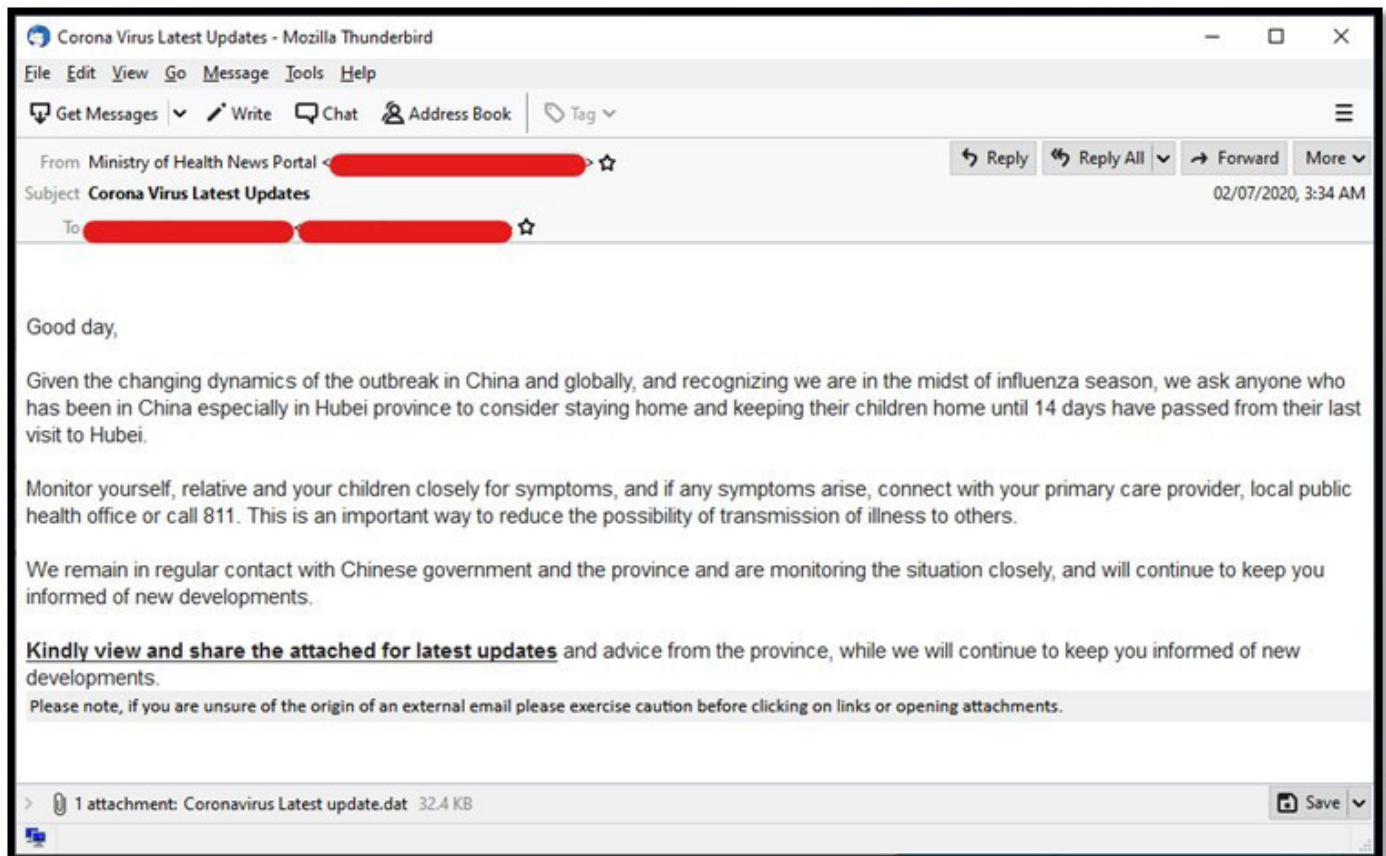 Corona Virus Latest Updates - Mozilla Thunderbird
File Edit View Go Message Tools Help
Get Messages Write Chat Address Book Tag
From Ministry of Health News Portal < > Reply Reply All Forward More
Subject Corona Virus Latest Updates 02/07/2020, 3:34 AM
To
Good day,
Given the changing dynamics of the outbreak in China and globally, and recognizing we are in the midst of influenza season, we ask anyone who
has been in China especially in Hubei province to consider staying home and keeping their children home until 14 days have passed from their last
visit to Hubei.
Monitor yourself, relative and your children closely for symptoms, and if any symptoms arise, connect with your primary care provider, local public
health office or call 811. This is an important way to reduce the possibility of transmission of illness to others.
We remain in regular contact with Chinese government and the province and are monitoring the situation closely, and will continue to keep you
informed of new developments.
Kindly view and share the attached for latest updates and advice from the province, while we will continue to keep you informed of new
developments.
Please note, if you are unsure of the origin of an external email please exercise caution before clicking on links or opening attachments.
1 attachment: Coronavirus Latest update.dat 32.4 KB Save